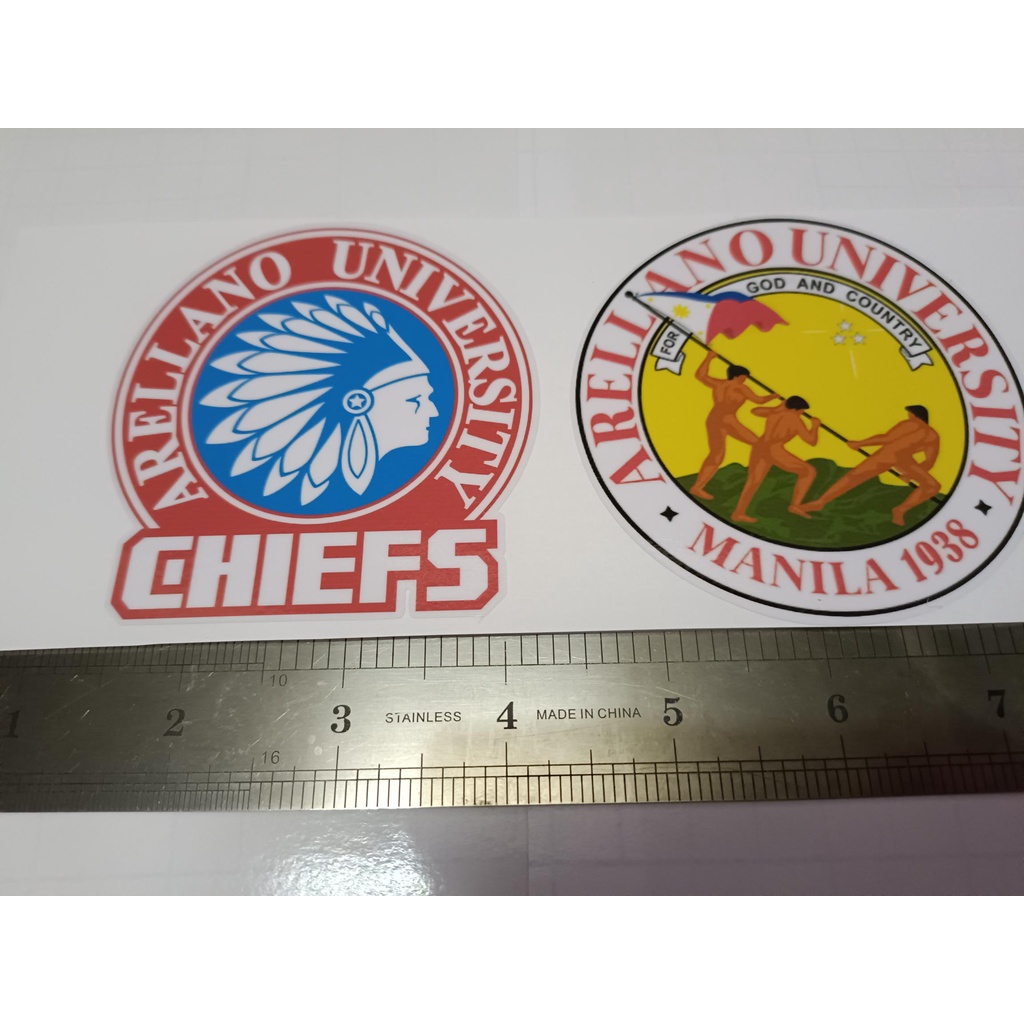 ARELLANO UNIVERSITY
CHIEFS
ARELLANO UNIVERSITY
FOR GOD AND COUNTRY
MANILA 1938
10
1 2 3 STAINLESS 4 MADE IN CHINA 5 6 7
16